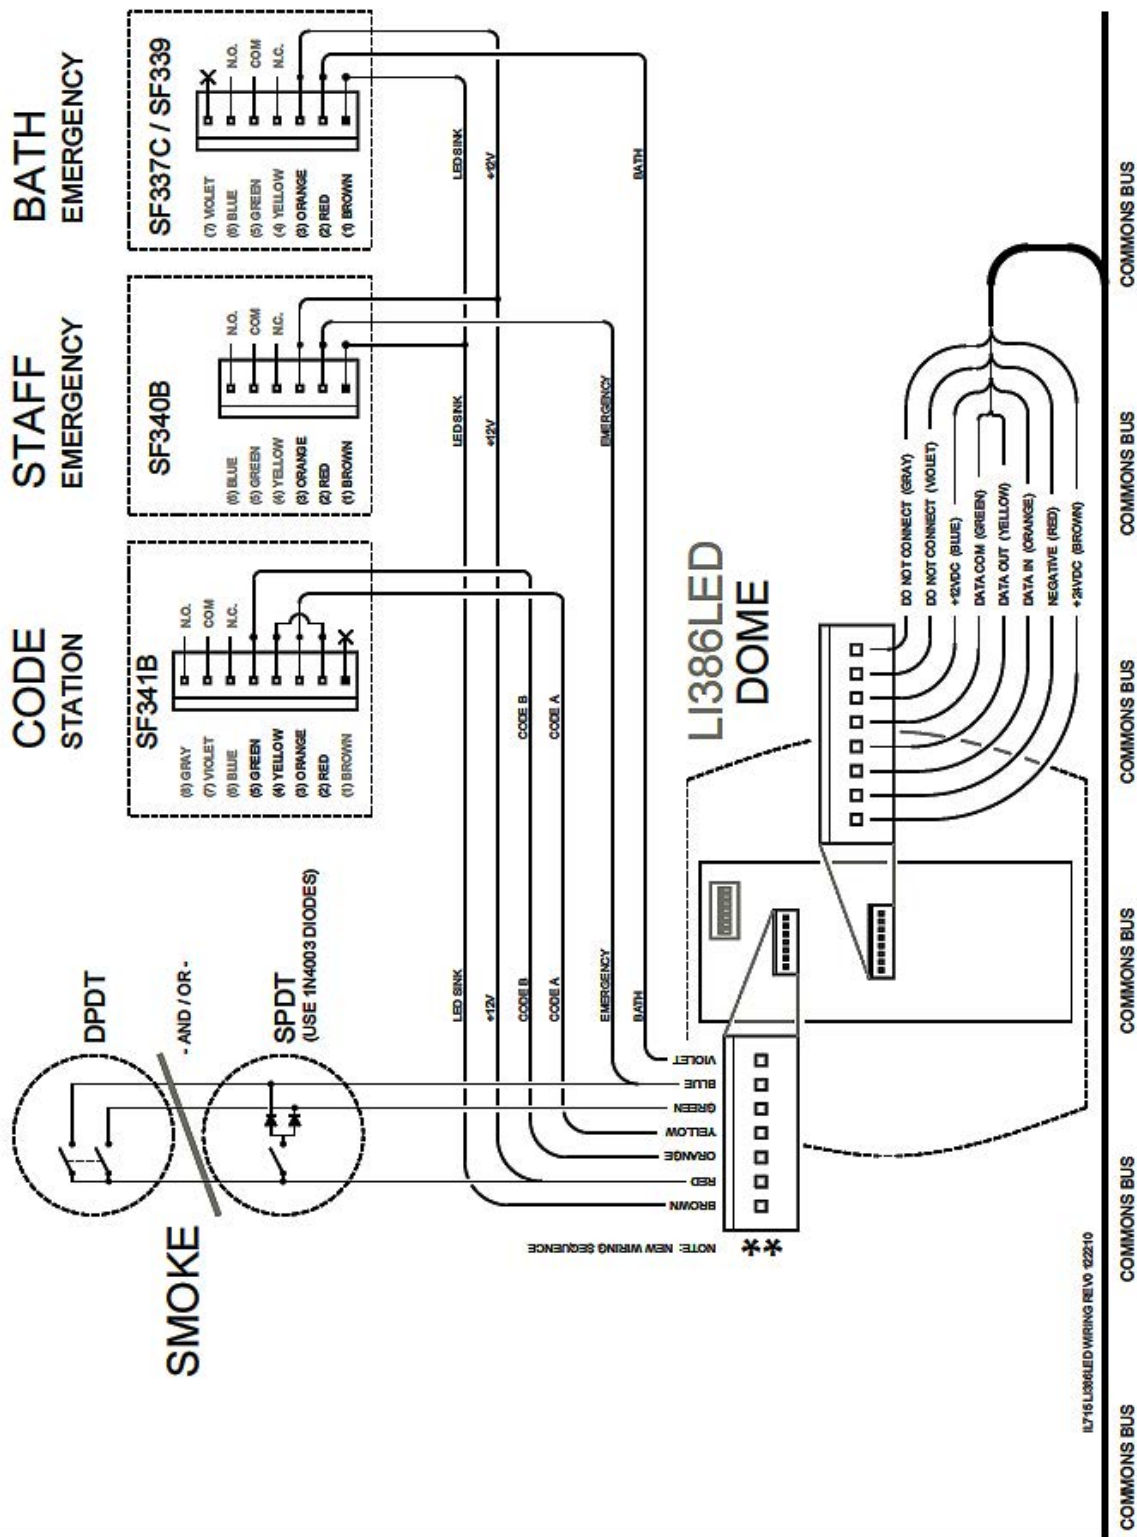 BATH
EMERGENCY
SF337C / SF339
N.O.
COM
N.C.
(7) VIOLET
(6) BLUE
(5) GREEN
(4) YELLOW
(3) ORANGE
(2) RED
(1) BROWN
LED SINK
+12V
BATH
STAFF
EMERGENCY
SF340B
N.O.
COM
N.C.
(6) BLUE
(5) GREEN
(4) YELLOW
(3) ORANGE
(2) RED
(1) BROWN
LED SINK
+12V
EMERGENCY
CODE
STATION
SF341B
N.O.
COM
N.C.
(8) GRAY
(7) VIOLET
(6) BLUE
(5) GREEN
(4) YELLOW
(3) ORANGE
(2) RED
(1) BROWN
CODE B
CODE A
SMOKE
DPDT
- AND / OR -
SPDT
(USE 1N4003 DIODES)
LED SINK
+12V
CODE B
CODE A
EMERGENCY
BATH
VIOLET
BLUE
GREEN
YELLOW
ORANGE
RED
BROWN
NOTE: NEW WIRING SEQUENCE
**
LI386LED
DOME
DO NOT CONNECT (GRAY)
DO NOT CONNECT (VIOLET)
+12VDC (BLUE)
DATA COM (GREEN)
DATA OUT (YELLOW)
DATA IN (ORANGE)
NEGATIVE (RED)
+24VDC (BROWN)
IL715 LI386LED WIRING REV0 122210
COMMONS BUS
COMMONS BUS
COMMONS BUS
COMMONS BUS
COMMONS BUS
COMMONS BUS